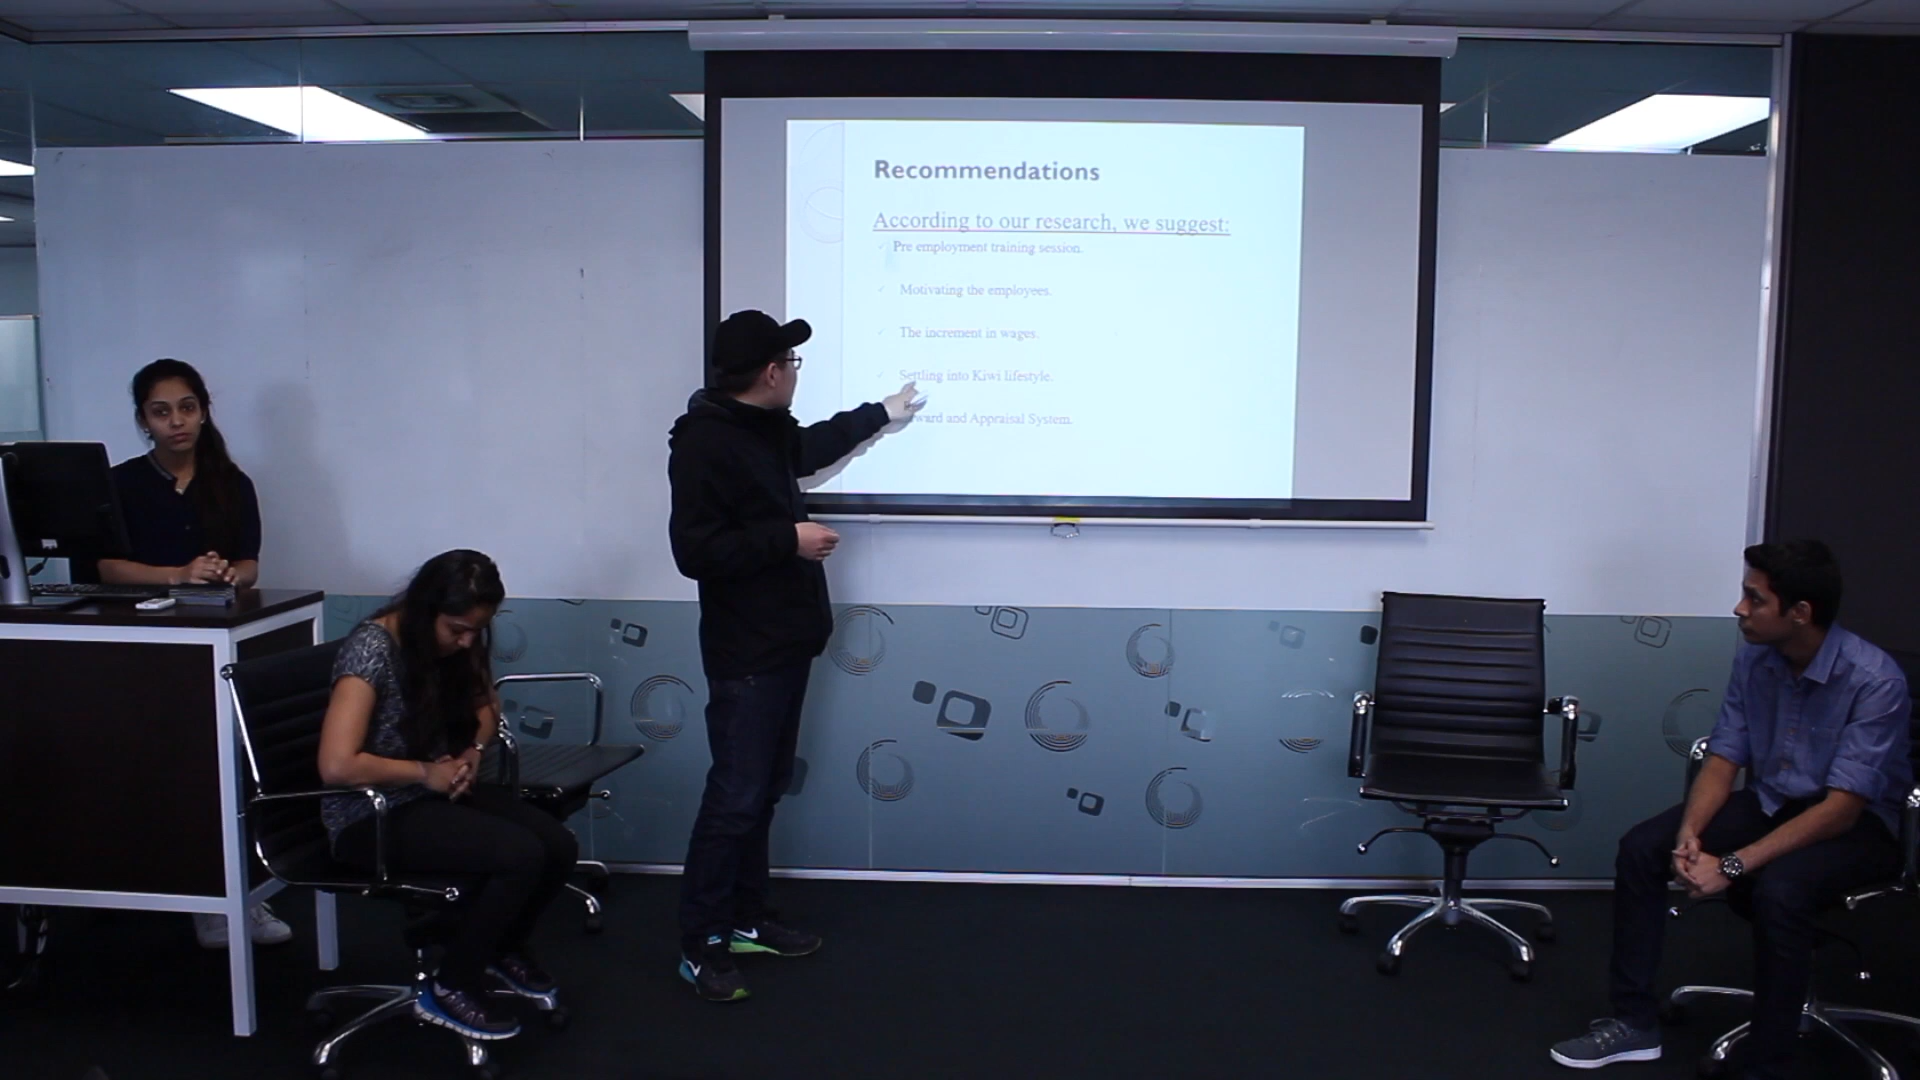 Recommendations
According to our research, we suggest:
✓ Pre employment training session.
✓ Motivating the employees.
✓ The increment in wages.
✓ Settling into Kiwi lifestyle.
and Appraisal System.